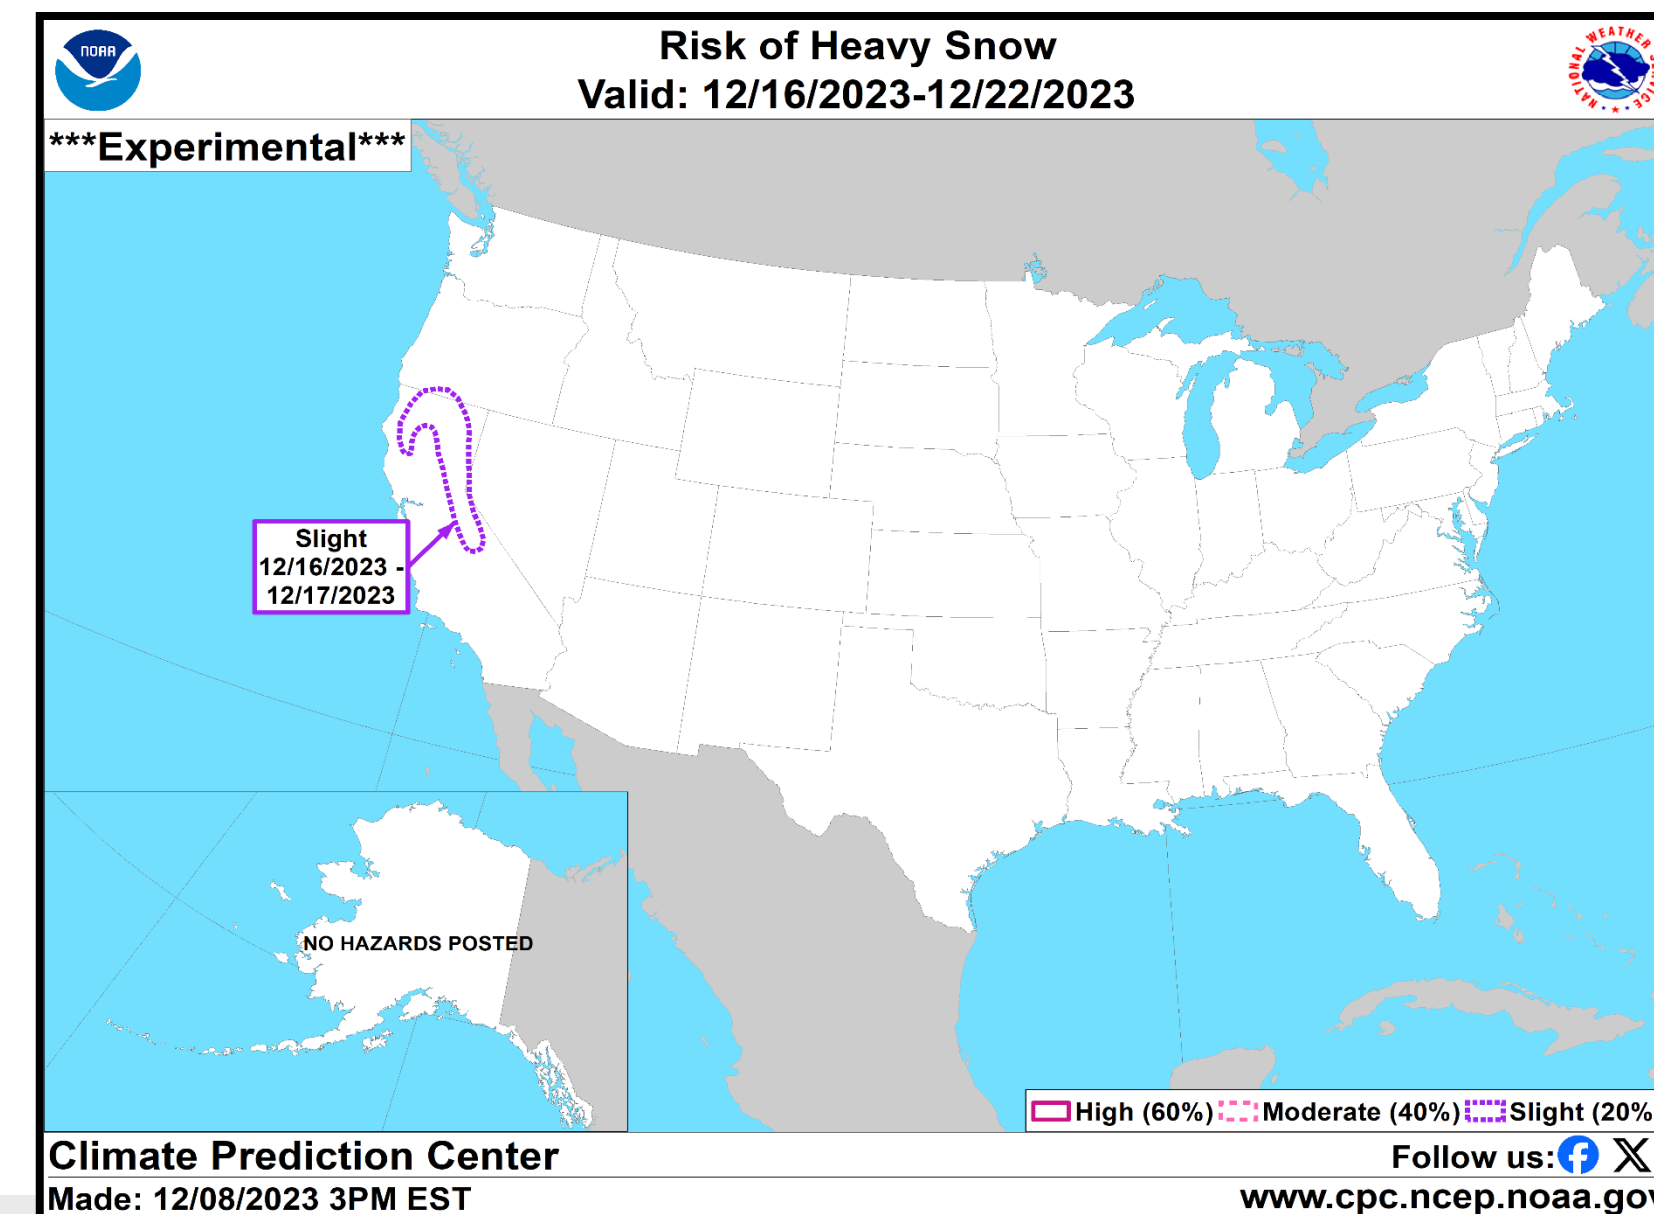 NOAA
Risk of Heavy Snow
Valid: 12/16/2023-12/22/2023
NATIONAL WEATHER
***Experimental***
Slight
12/16/2023 -
12/17/2023
NO HAZARDS POSTED
High (60%) Moderate (40%) Slight (20%
Climate Prediction Center
Follow us:
Made: 12/08/2023 3PM EST
www.cpc.ncep.noaa.gov